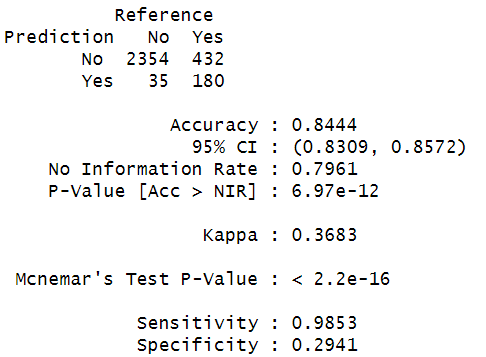 Reference
Prediction No Yes
No 2354 432
Yes 35 180
Accuracy : 0.8444
95% CI : (0.8309, 0.8572)
No Information Rate : 0.7961
P-Value [Acc > NIR] : 6.97e-12
Kappa : 0.3683
Mcnemar's Test P-Value : < 2.2e-16
Sensitivity : 0.9853
Specificity : 0.2941